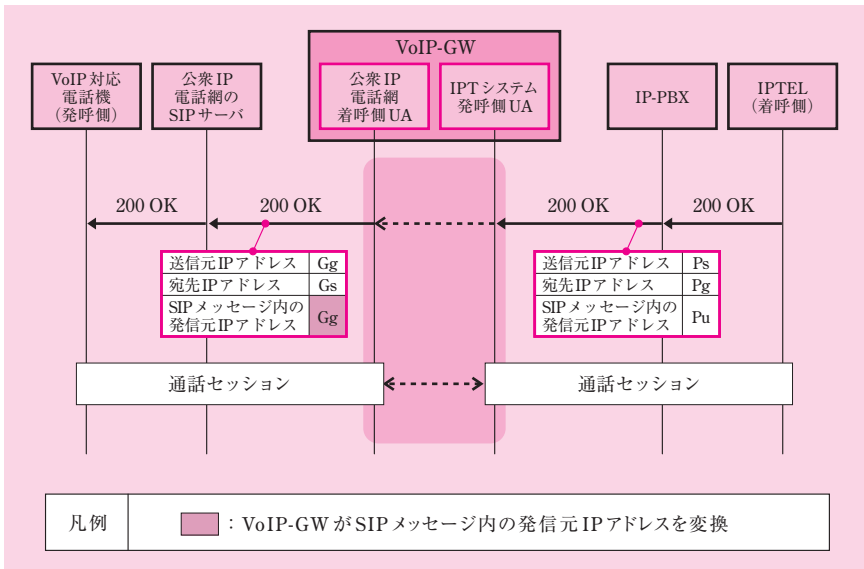 VoIP-GW
VoIP対応
電話機
（発呼側）
公衆IP
電話網の
SIPサーバ
公衆IP
電話網
着呼側UA
IPTシステム
発呼側UA
IP-PBX
IPTEL
（着呼側）
200 OK
200 OK
200 OK
200 OK
送信元IPアドレス Gg
宛先IPアドレス Gs
SIPメッセージ内の
発信元IPアドレス Gg
送信元IPアドレス Ps
宛先IPアドレス Pg
SIPメッセージ内の
発信元IPアドレス Pu
通話セッション
通話セッション
凡例
：VoIP-GWがSIPメッセージ内の発信元IPアドレスを変換